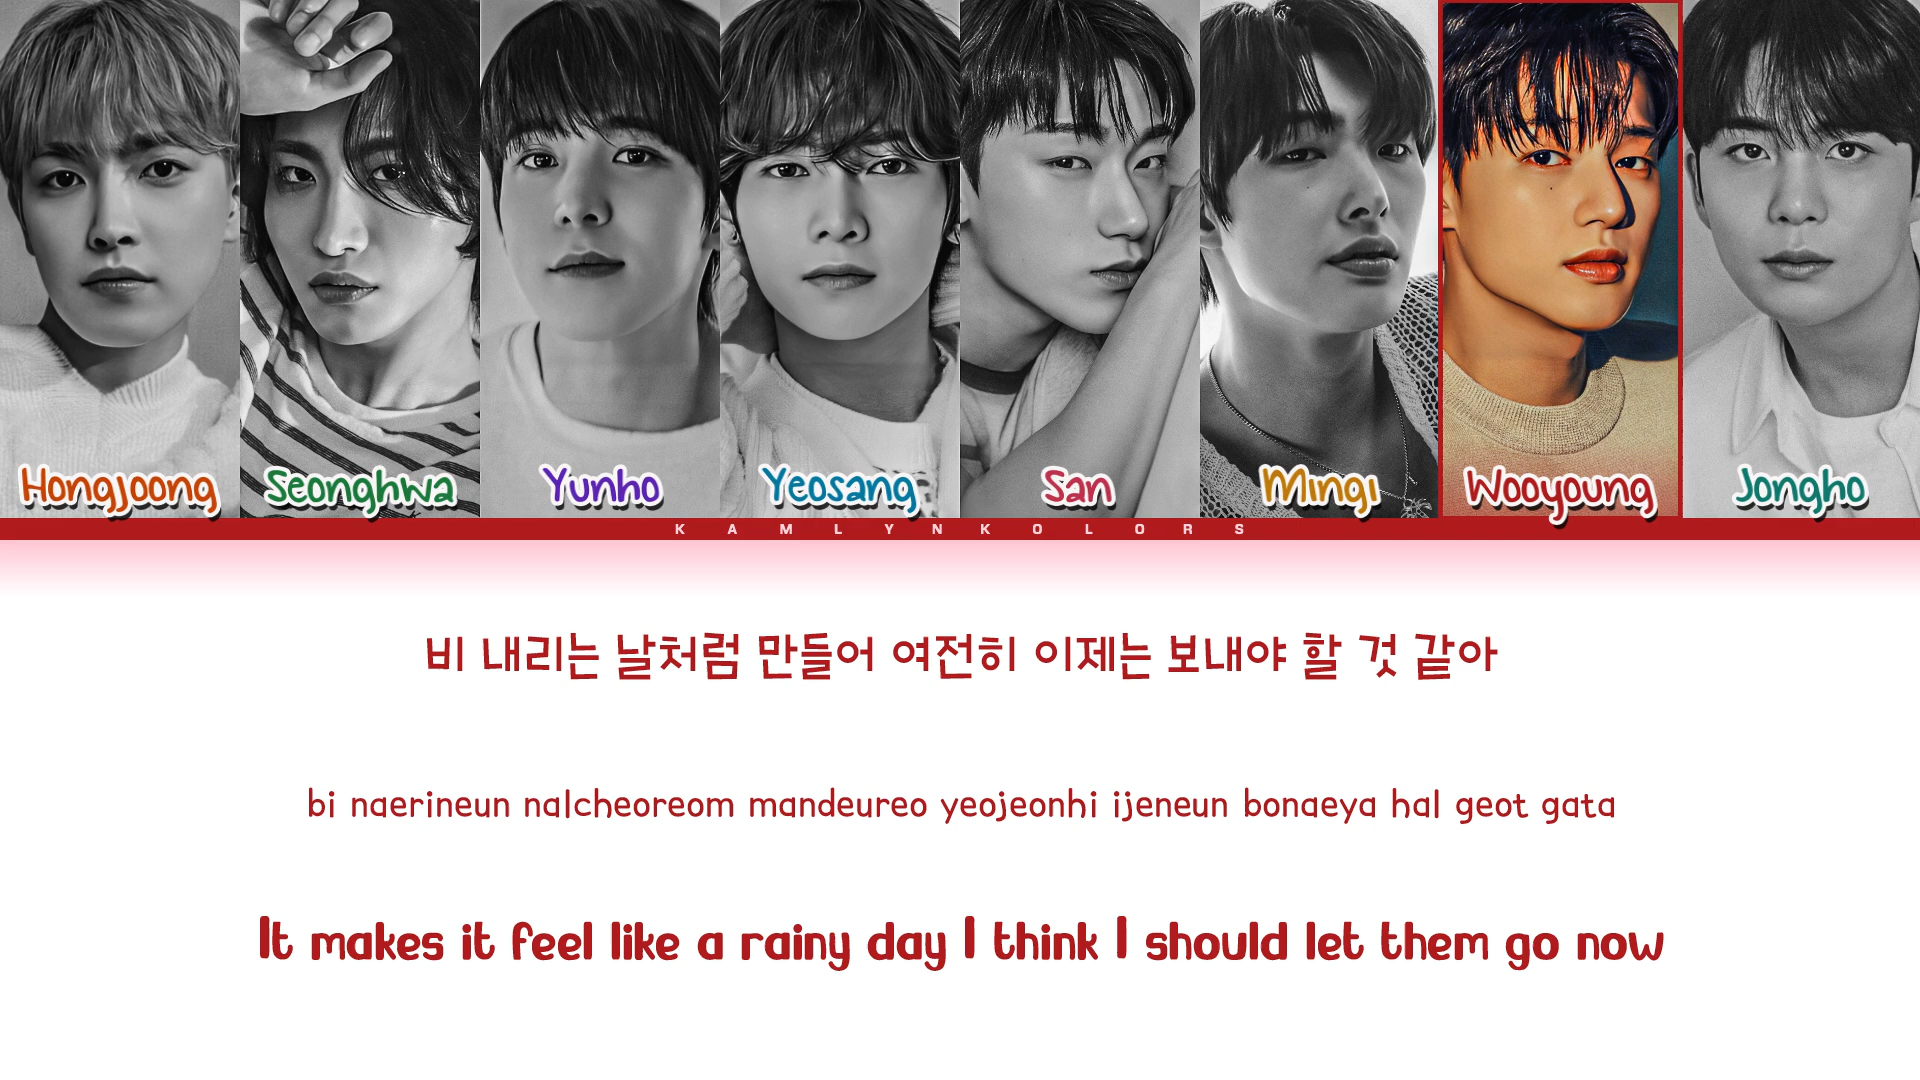 Hongjoong Seonghwa Yunho Yeosang San Mingi Wooyoung Jongho
KAMLYNKOLORS
비 내리는 날처럼 만들어 여전히 이제는 보내야 할 것 같아
bi naerineun nalcheoreom mandeureo yeojeonhi ijeneun bonaeya hal geot gata
It makes it feel like a rainy day I think I should let them go now